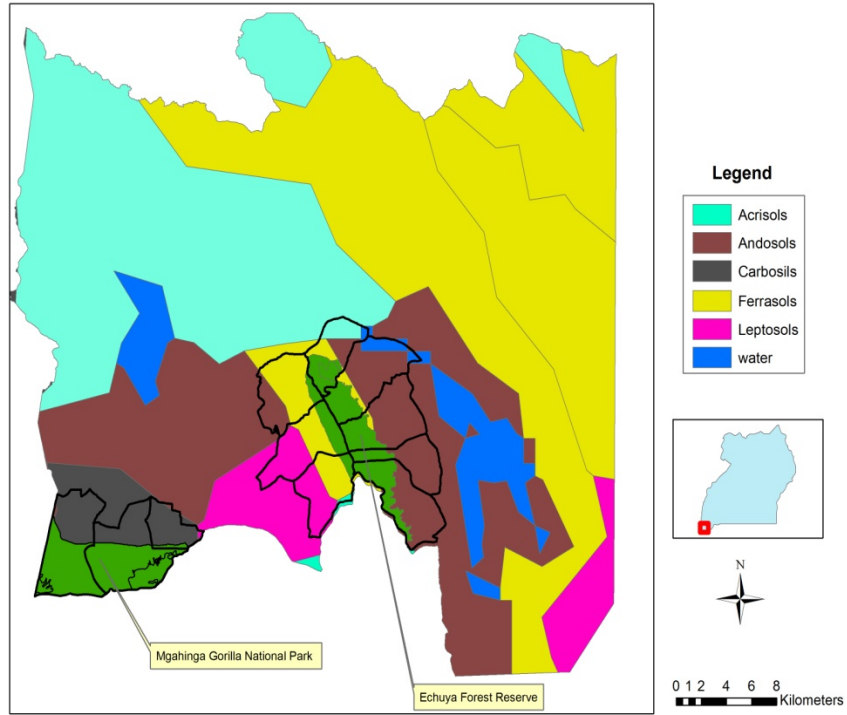 Legend
Acrisols
Andosols
Carbosils
Ferrasols
Leptosols
water
N
Mgahinga Gorilla National Park
Echuya Forest Reserve
0 1 2 4 6 8
Kilometers